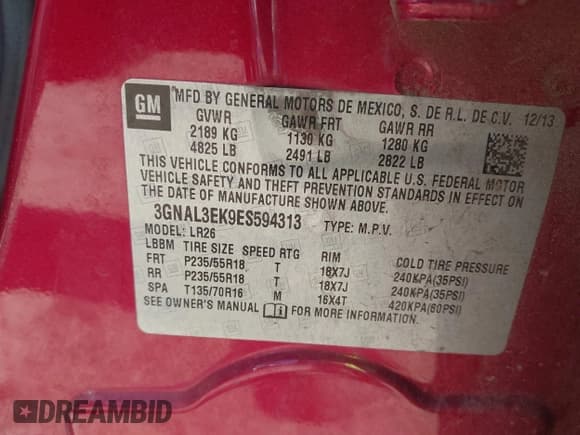 GM
MFD BY GENERAL MOTORS DE MEXICO, S. DE R.L. DE C.V. 12/13
GVWR GAWR FRT GAWR RR
2189 KG 1130 KG 1280 KG
4825 LB 2491 LB 2822 LB
THIS VEHICLE CONFORMS TO ALL APPLICABLE U.S. FEDERAL MOTOR
VEHICLE SAFETY AND THEFT PREVENTION STANDARDS IN EFFECT ON
THE DATE OF MANUFACTURE SHOWN ABOVE.
3GNAL3EK9ES594313 TYPE: M.P.V.
MODEL: LR26
LBBM TIRE SIZE SPEED RTG RIM COLD TIRE PRESSURE
FRT P235/55R18 T 18X7J 240KPA(35PSI)
RR P235/55R18 T 18X7J 240KPA(35PSI)
SPA T135/70R16 M 16X4T 420KPA(60PSI)
SEE OWNER'S MANUAL FOR MORE INFORMATION.
DREAMBID